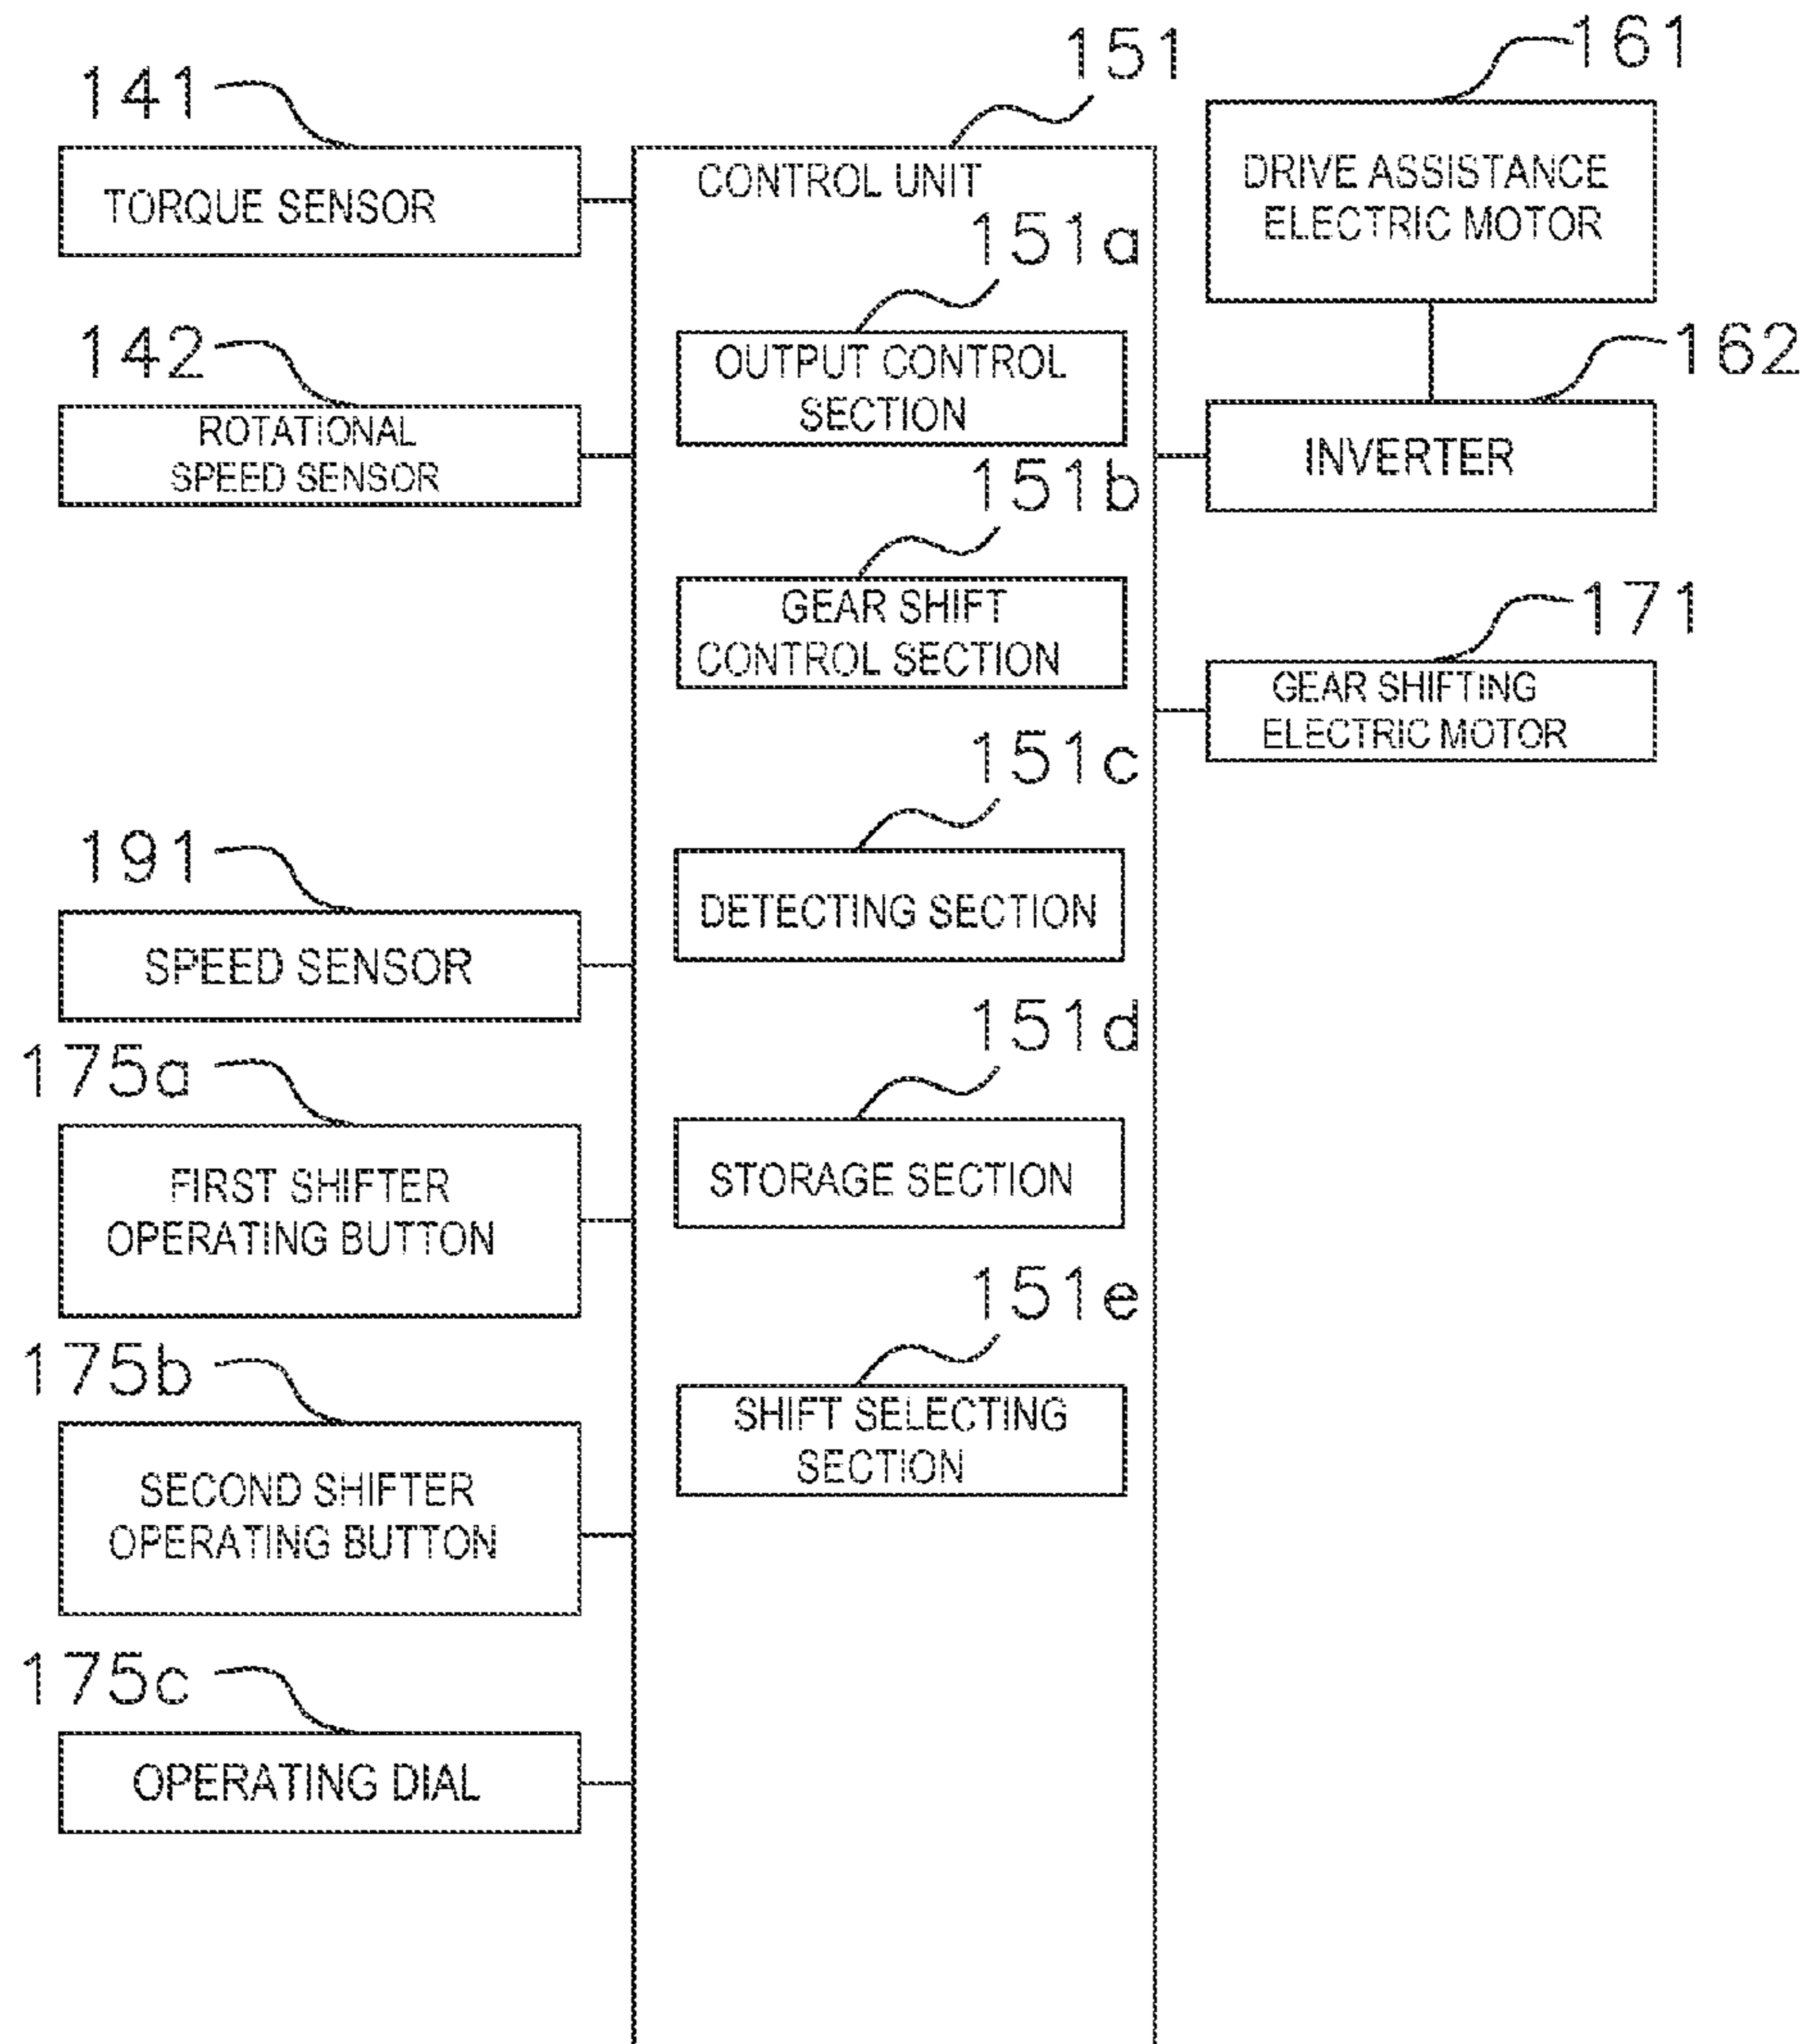 141
TORQUE SENSOR
142
ROTATIONAL
SPEED SENSOR
191
SPEED SENSOR
175a
FIRST SHIFTER
OPERATING BUTTON
175b
SECOND SHIFTER
OPERATING BUTTON
175c
OPERATING DIAL
151
CONTROL UNIT
151a
OUTPUT CONTROL
SECTION
151b
GEAR SHIFT
CONTROL SECTION
151c
DETECTING SECTION
151d
STORAGE SECTION
151e
SHIFT SELECTING
SECTION
161
DRIVE ASSISTANCE
ELECTRIC MOTOR
162
INVERTER
171
GEAR SHIFTING
ELECTRIC MOTOR